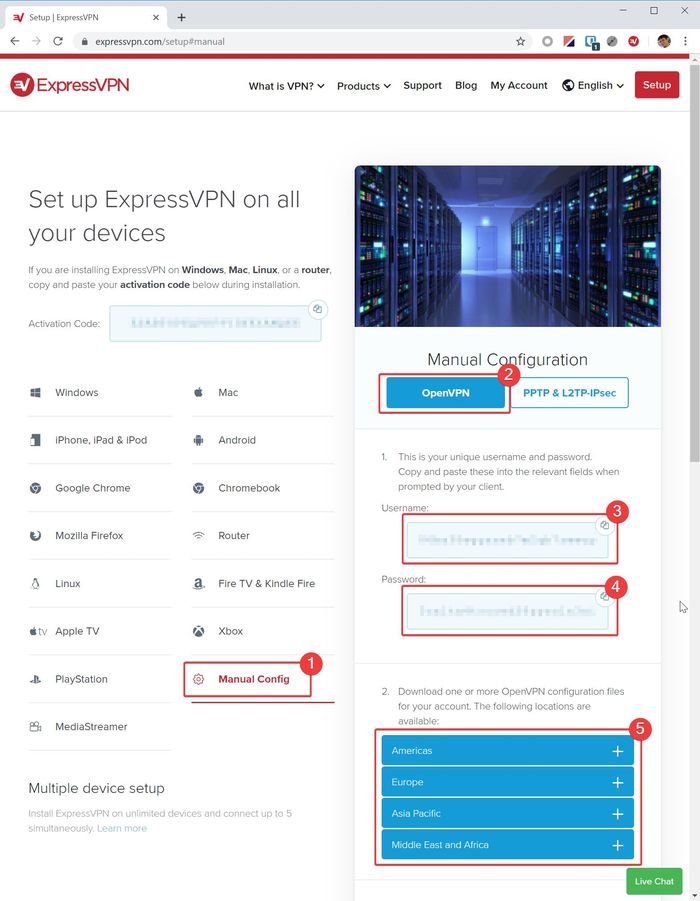 Setup | ExpressVPN
expressvpn.com/setup#manual
1
ExpressVPN
What is VPN?
Products
Support
Blog
My Account
English
Setup
Set up ExpressVPN on all
your devices
If you are installing ExpressVPN on Windows, Mac, Linux, or a router,
copy and paste your activation code below during installation.
Activation Code:
Windows
Mac
iPhone, iPad & iPod
Android
Google Chrome
Chromebook
Mozilla Firefox
Router
Linux
Fire TV & Kindle Fire
Apple TV
Xbox
PlayStation
Manual Config
1
MediaStreamer
Multiple device setup
Install ExpressVPN on unlimited devices and connect up to 5
simultaneously. Learn more
Manual Configuration
OpenVPN
2
PPTP & L2TP-IPsec
1. This is your unique username and password.
Copy and paste these into the relevant fields when
prompted by your client.
Username:
3
Password:
4
2. Download one or more OpenVPN configuration files
for your account. The following locations are
available:
5
Americas
Europe
Asia Pacific
Middle East and Africa
Live Chat